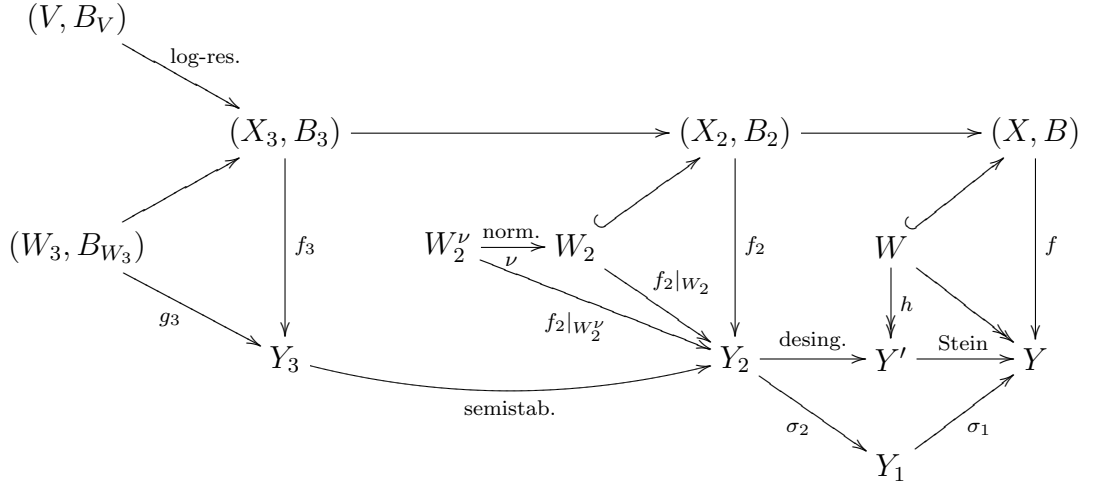 (V, B_V)
log-res.
(X_3, B_3) (X_2, B_2) (X, B)
(W_3, B_{W_3}) f_3 W_2^ν norm. ν W_2 f_2 W f
g_3 f_2|_{W_2^ν} f_2|_{W_2} h
Y_3 Y_2 desing. Y' Stein Y
semistab. σ_2 σ_1
Y_1